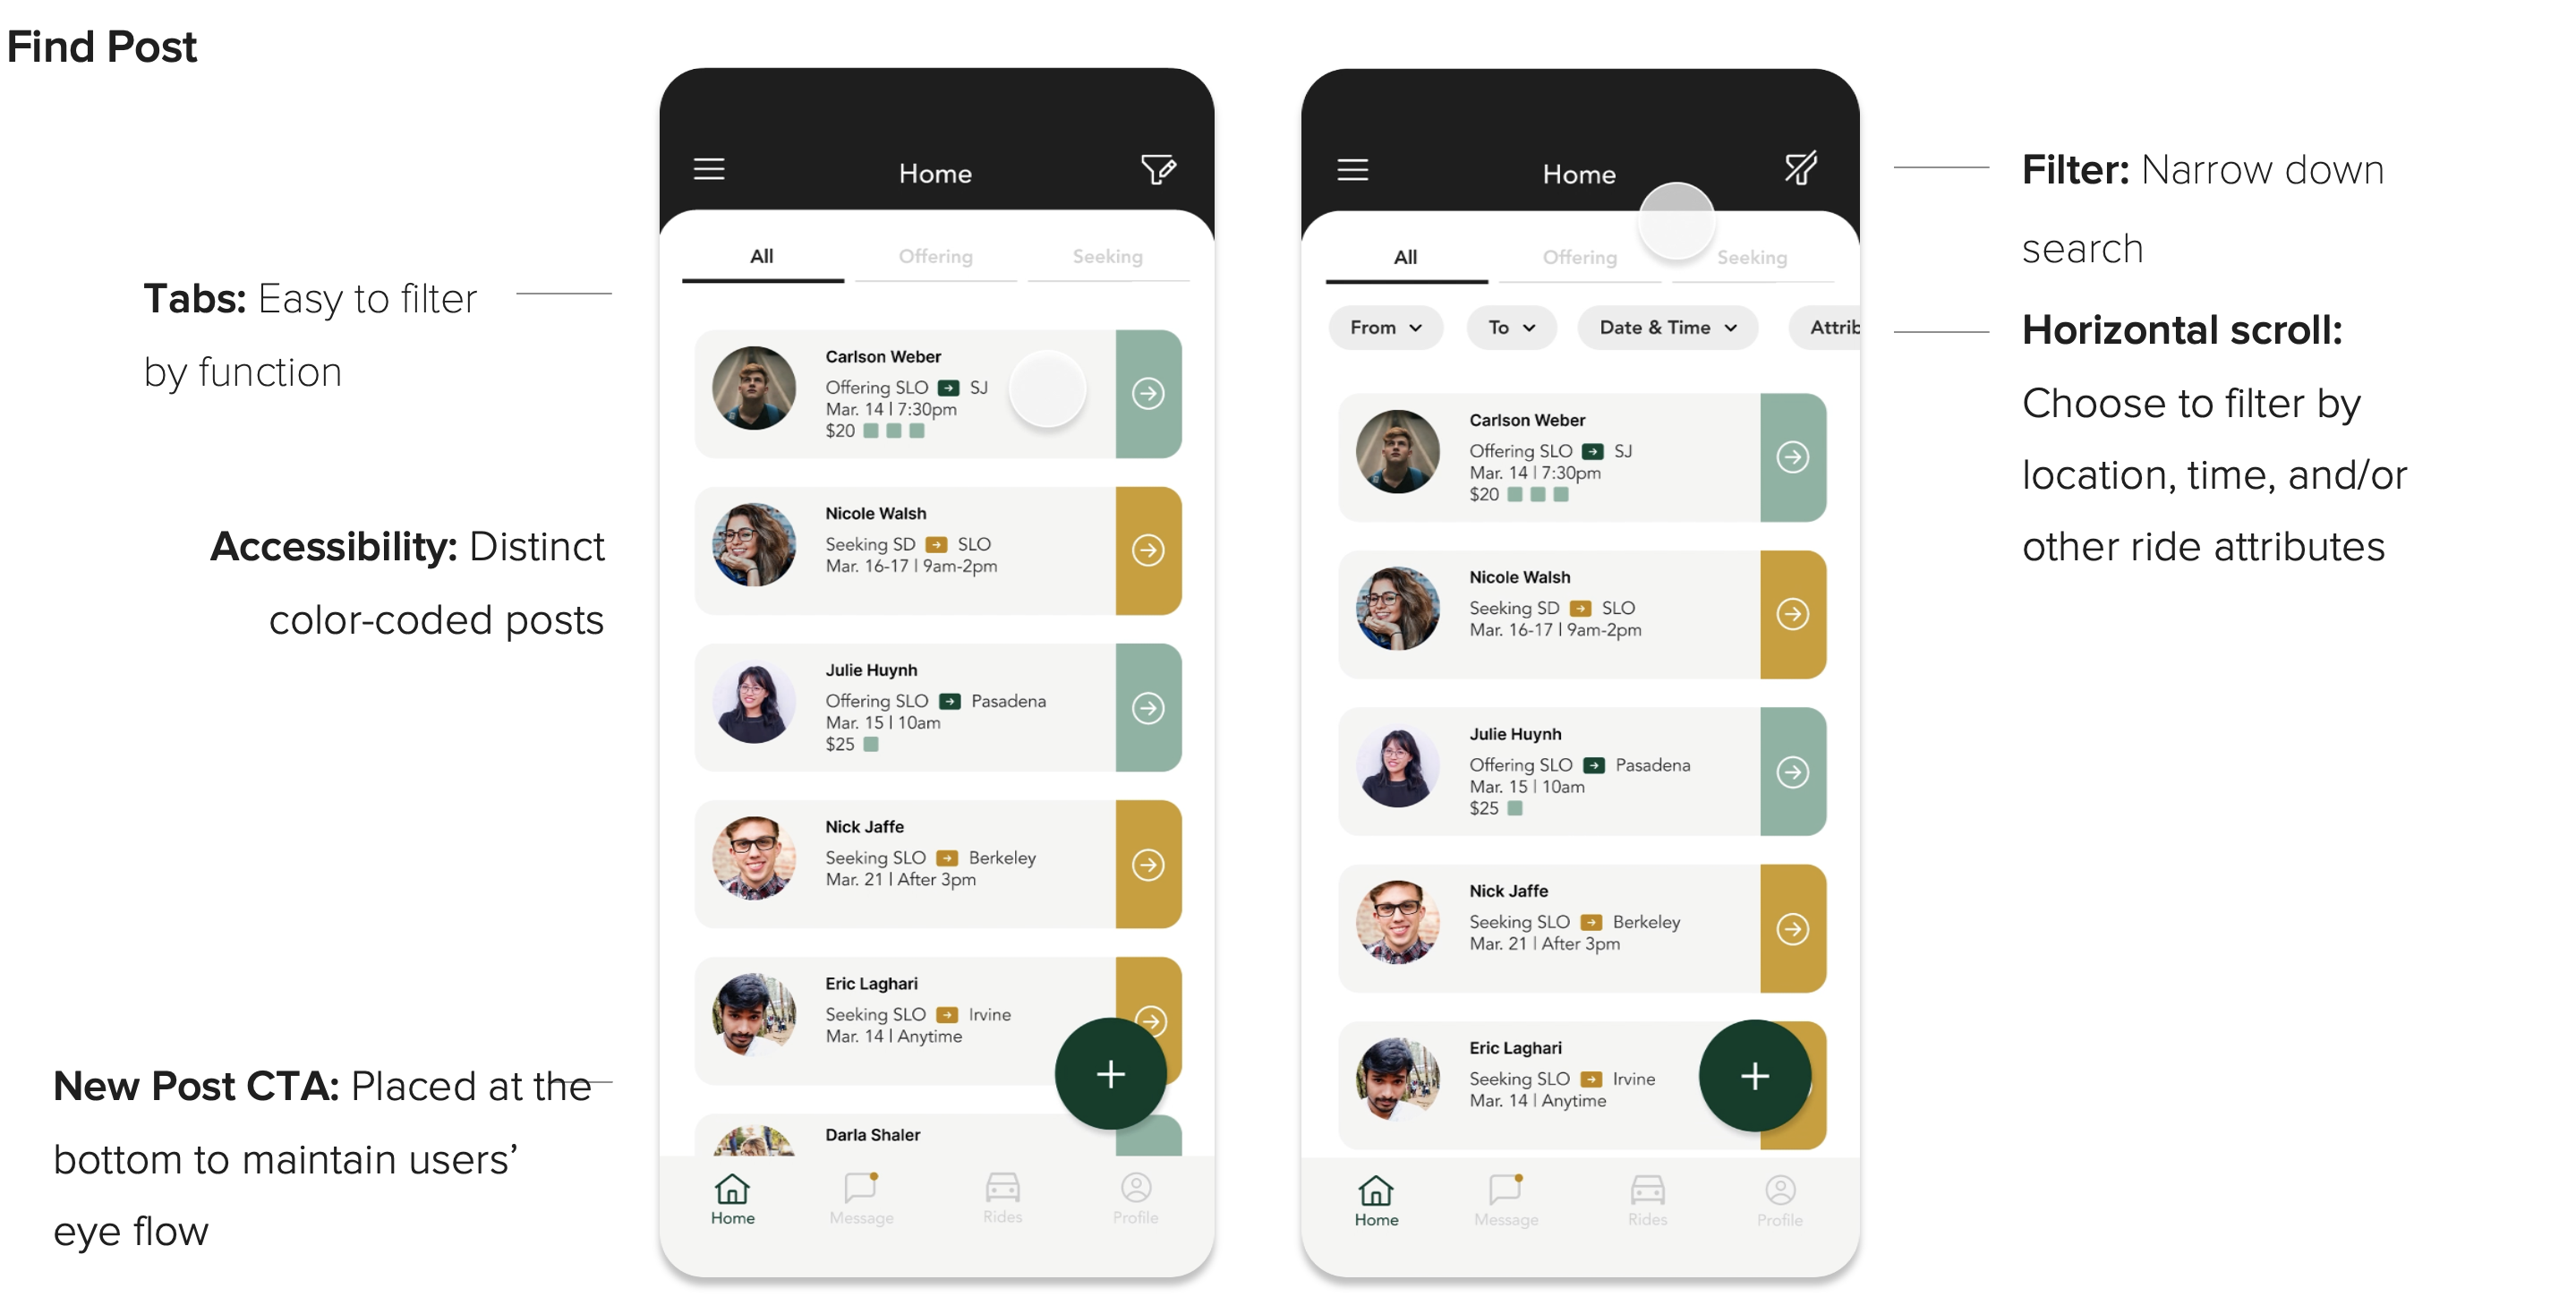 Find Post
Tabs: Easy to filter
by function
Accessibility: Distinct
color-coded posts
New Post CTA: Placed at the
bottom to maintain users’
eye flow
Home
All Offering Seeking
Carlson Weber
Offering SLO SJ
Mar. 14 | 7:30pm
$20
Nicole Walsh
Seeking SD SLO
Mar. 16-17 | 9am-2pm
Julie Huynh
Offering SLO Pasadena
Mar. 15 | 10am
$25
Nick Jaffe
Seeking SLO Berkeley
Mar. 21 | After 3pm
Eric Laghari
Seeking SLO Irvine
Mar. 14 | Anytime
Darla Shaler
Home Message Rides Profile
Home
All Offering Seeking
From To Date & Time Attrib
Carlson Weber
Offering SLO SJ
Mar. 14 | 7:30pm
$20
Nicole Walsh
Seeking SD SLO
Mar. 16-17 | 9am-2pm
Julie Huynh
Offering SLO Pasadena
Mar. 15 | 10am
$25
Nick Jaffe
Seeking SLO Berkeley
Mar. 21 | After 3pm
Eric Laghari
Seeking SLO Irvine
Mar. 14 | Anytime
Home Message Rides Profile
Filter: Narrow down
search
Horizontal scroll:
Choose to filter by
location, time, and/or
other ride attributes